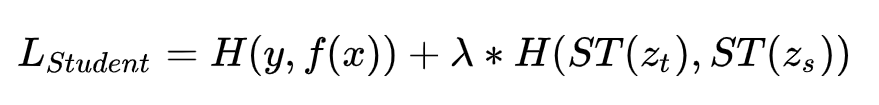 L_{Student} = H(y, f(x)) + λ * H(ST(z_t), ST(z_s))